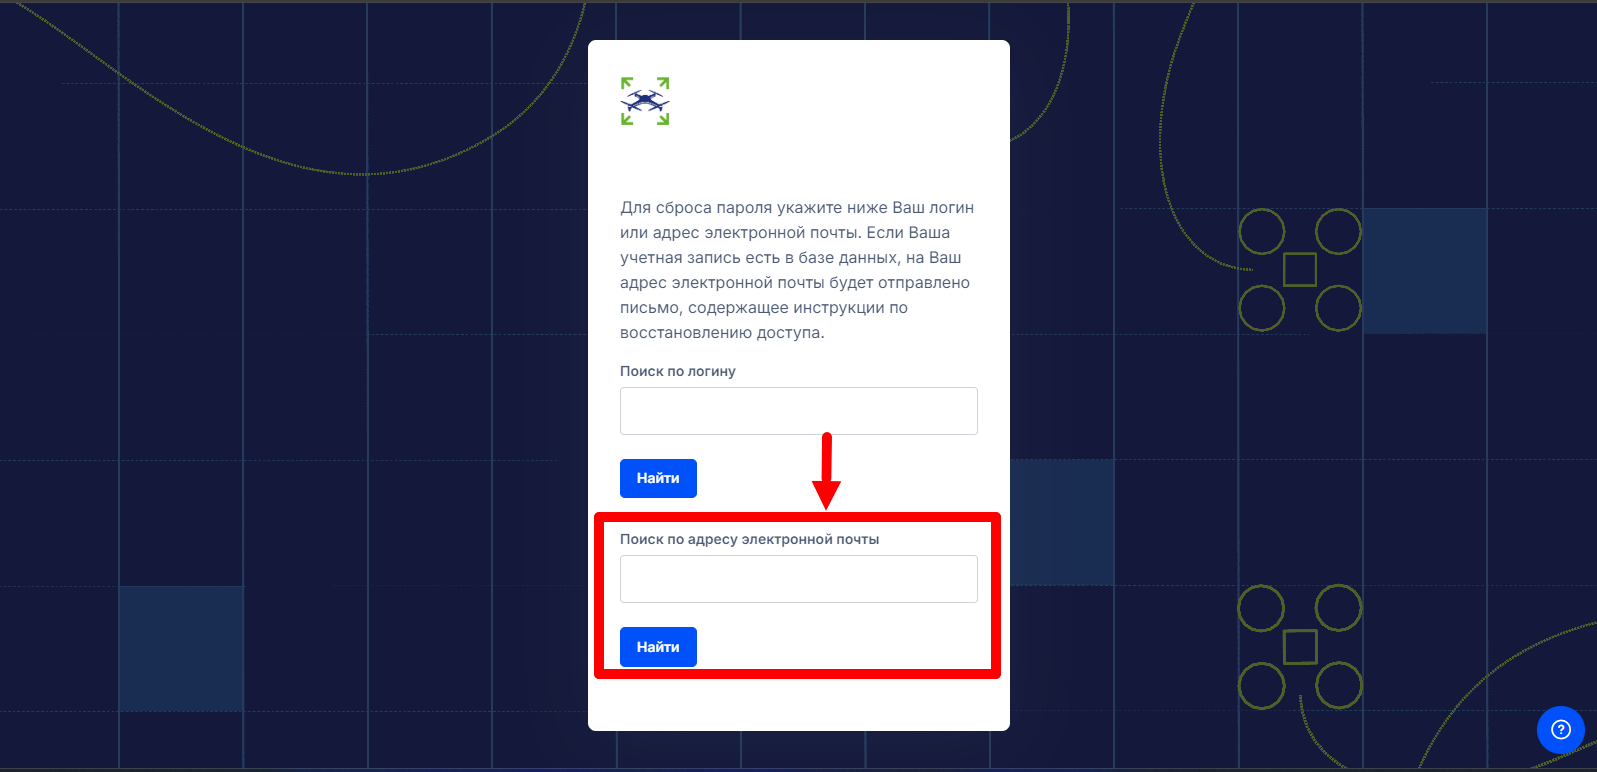 Для сброса пароля укажите ниже Ваш логин
или адрес электронной почты. Если Ваша
учетная запись есть в базе данных, на Ваш
адрес электронной почты будет отправлено
письмо, содержащее инструкции по
восстановлению доступа.
Поиск по логину
Найти
Поиск по адресу электронной почты
Найти